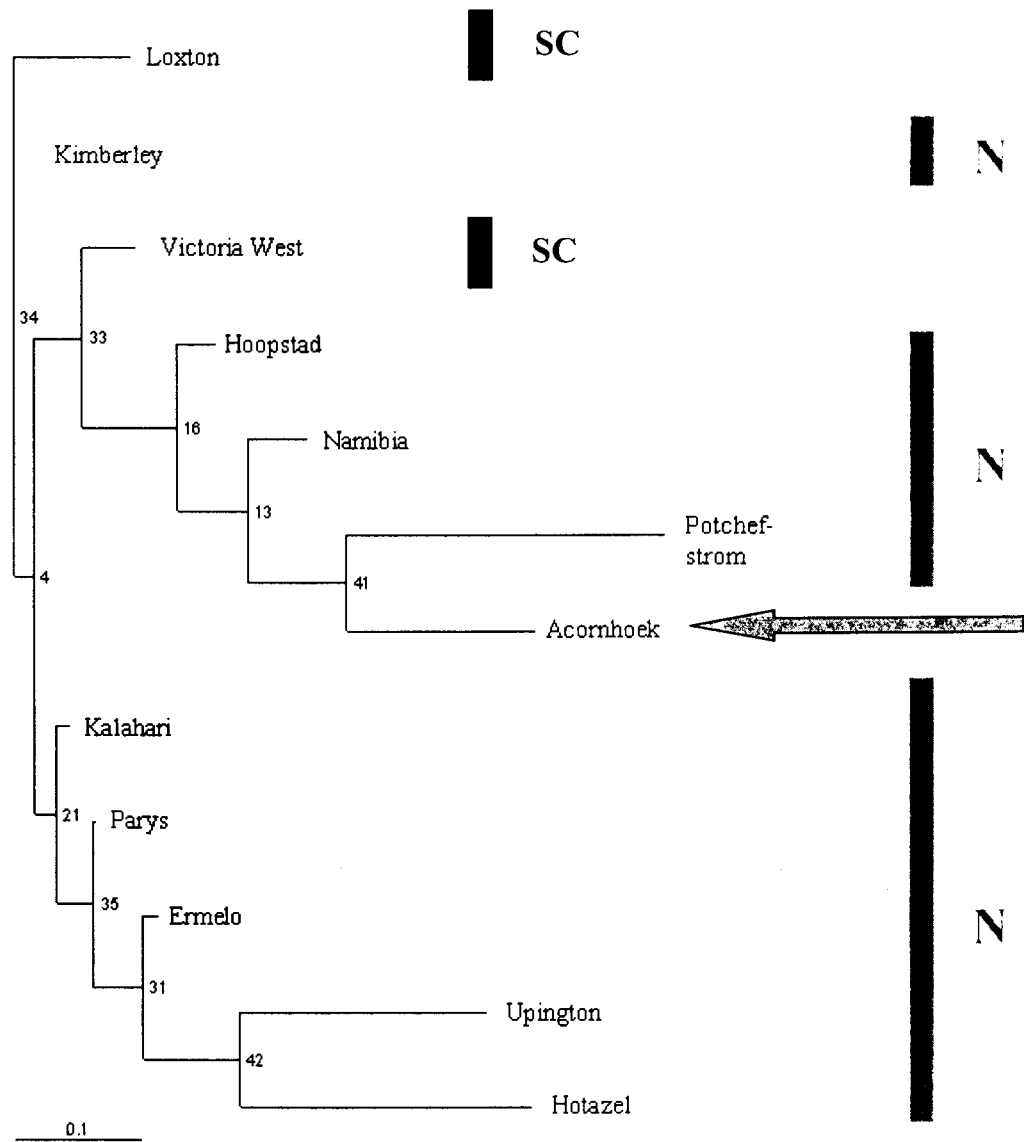 Loxton
SC
Kimberley
N
Victoria West
SC
34
33
Hoopstad
16
Namibia
N
13
Potchef-
strom
4
41
Acornhoek
Kalahari
21
Parys
35
Ermelo
N
31
Upington
42
Hotazel
0.1